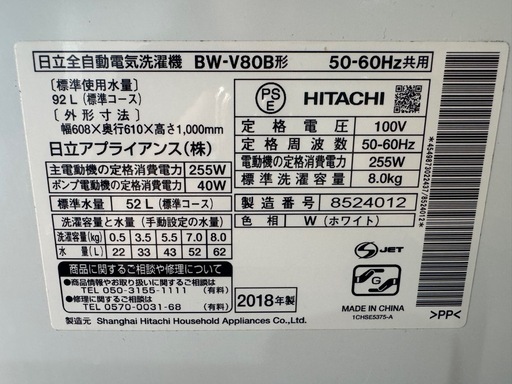 日立全自動電気洗濯機 BW-V80B形 50-60Hz共用
〔標準使用水量〕
92L(標準コース)
〔外形寸法〕
幅608×奥行610×高さ1,000mm
日立アプライアンス(株)
主電動機の定格消費電力 255W
ポンプ電動機の定格消費電力 40W
標準水量 52L(標準コース)
洗濯容量と水量(手動設定の水量)
洗濯容量(kg) 0.5 3.5 5.5 7.0 8.0
水量(L) 22 33 43 52 62
PSE HITACHI
定格電圧 100V
定格周波数 50-60Hz
電動機の定格消費電力 255W
標準洗濯容量 8.0kg
製造番号 8524012
色相 W(ホワイト)
商品に関するご相談や修理について
●商品情報やお取り扱いに関するご相談など
TEL 050-3155-1111 (有料)
●修理に関するご相談など
TEL 0570-0031-68 (有料)
2018年製
S-JET
G
MADE IN CHINA
1CHSE5375-A
製造元 Shanghai Hitachi Household Appliances Co.,Ltd.
>PP<